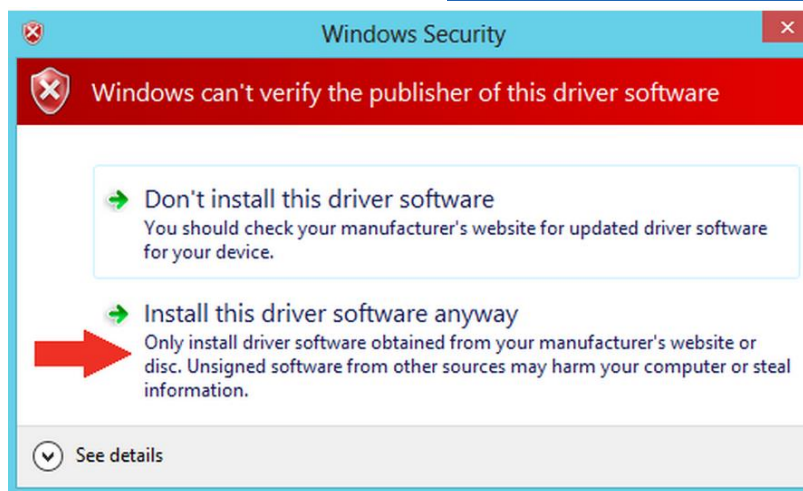 Windows Security
Windows can't verify the publisher of this driver software
Don't install this driver software
You should check your manufacturer's website for updated driver software
for your device.
Install this driver software anyway
Only install driver software obtained from your manufacturer's website or
disc. Unsigned software from other sources may harm your computer or steal
information.
See details